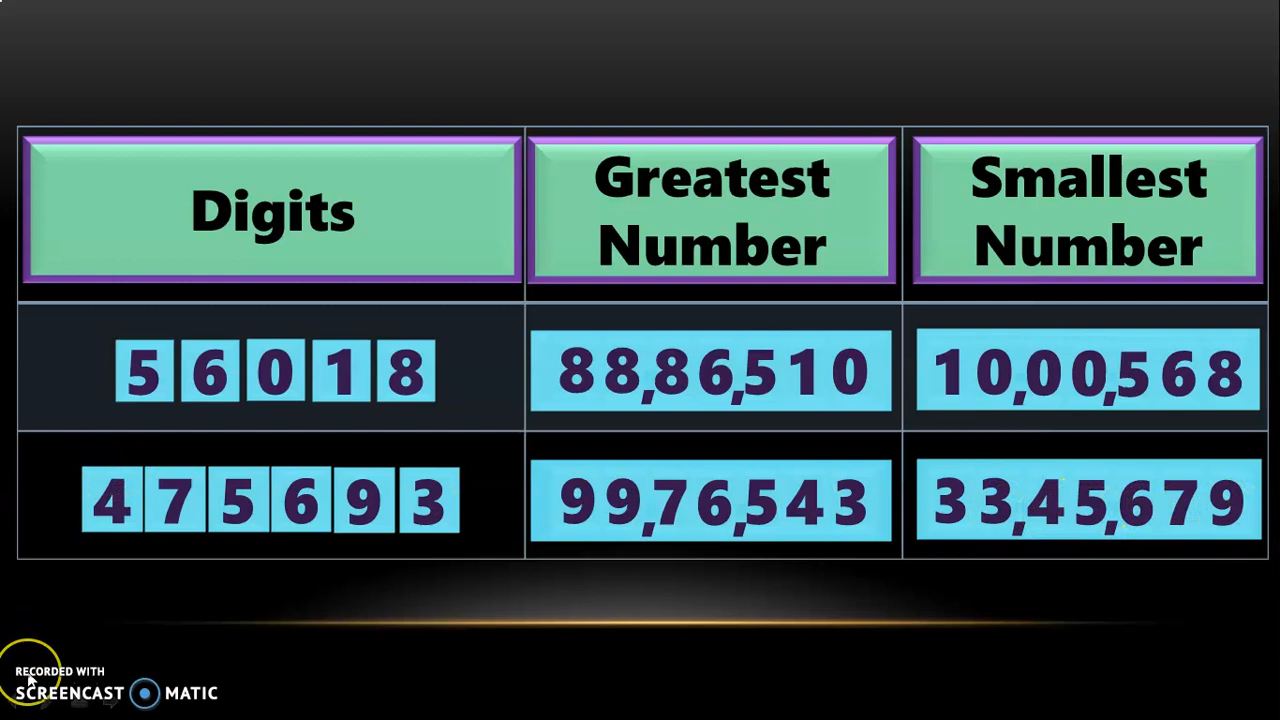 Digits
Greatest
Number
Smallest
Number
5 6 0 1 8
88,86,510
10,00,568
4 7 5 6 9 3
99,76,543
33,45,679
RECORDED WITH
SCREENCAST MATIC